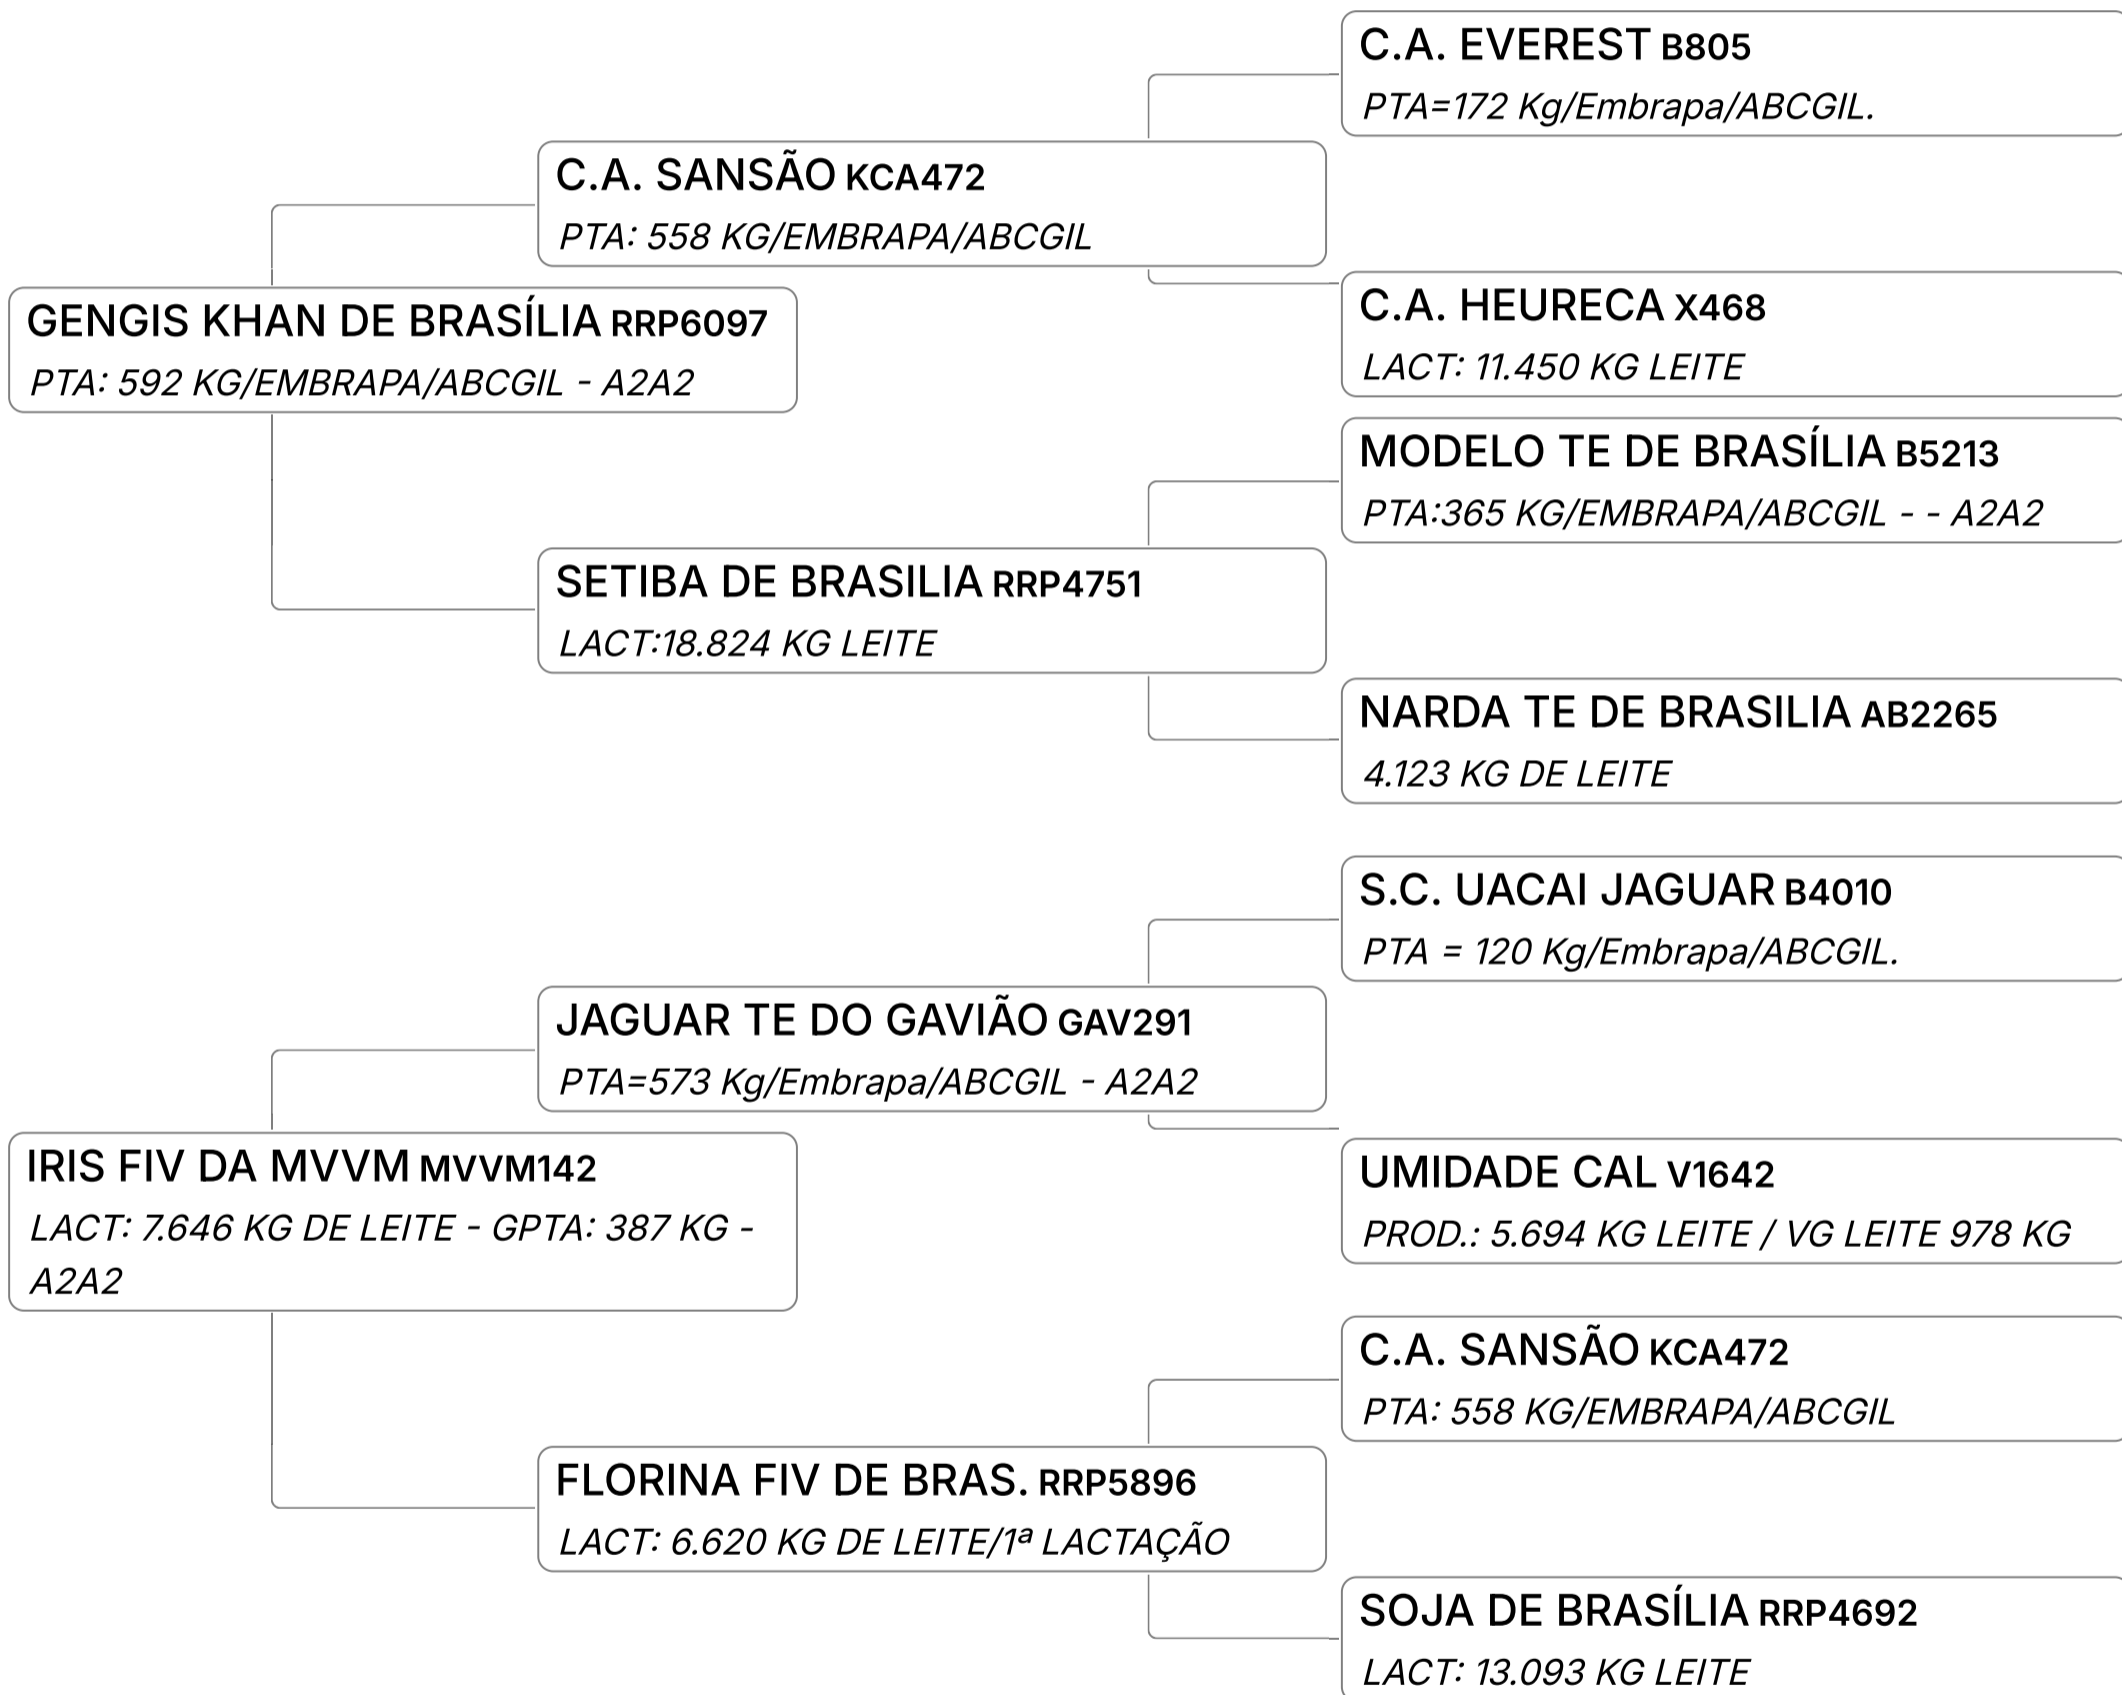 C.A. EVEREST B805
PTA=172 Kg/Embrapa/ABCGIL.
C.A. SANSÃO KCA472
PTA: 558 KG/EMBRAPA/ABCGIL
C.A. HEURECA X468
LACT: 11.450 KG LEITE
GENGIS KHAN DE BRASÍLIA RRP6097
PTA: 592 KG/EMBRAPA/ABCGIL - A2A2
MODELO TE DE BRASÍLIA B5213
PTA:365 KG/EMBRAPA/ABCGIL - - A2A2
SETIBA DE BRASILIA RRP4751
LACT:18.824 KG LEITE
NARDA TE DE BRASILIA AB2265
4.123 KG DE LEITE
S.C. UACAI JAGUAR B4010
PTA = 120 Kg/Embrapa/ABCGIL.
JAGUAR TE DO GAVIÃO GAV291
PTA=573 Kg/Embrapa/ABCGIL - A2A2
UMIDADE CAL V1642
PROD.: 5.694 KG LEITE / VG LEITE 978 KG
IRIS FIV DA MVVM MVVM142
LACT: 7.646 KG DE LEITE - GPTA: 387 KG -
A2A2
C.A. SANSÃO KCA472
PTA: 558 KG/EMBRAPA/ABCGIL
FLORINA FIV DE BRAS. RRP5896
LACT: 6.620 KG DE LEITE/1ª LACTAÇÃO
SOJA DE BRASÍLIA RRP4692
LACT: 13.093 KG LEITE